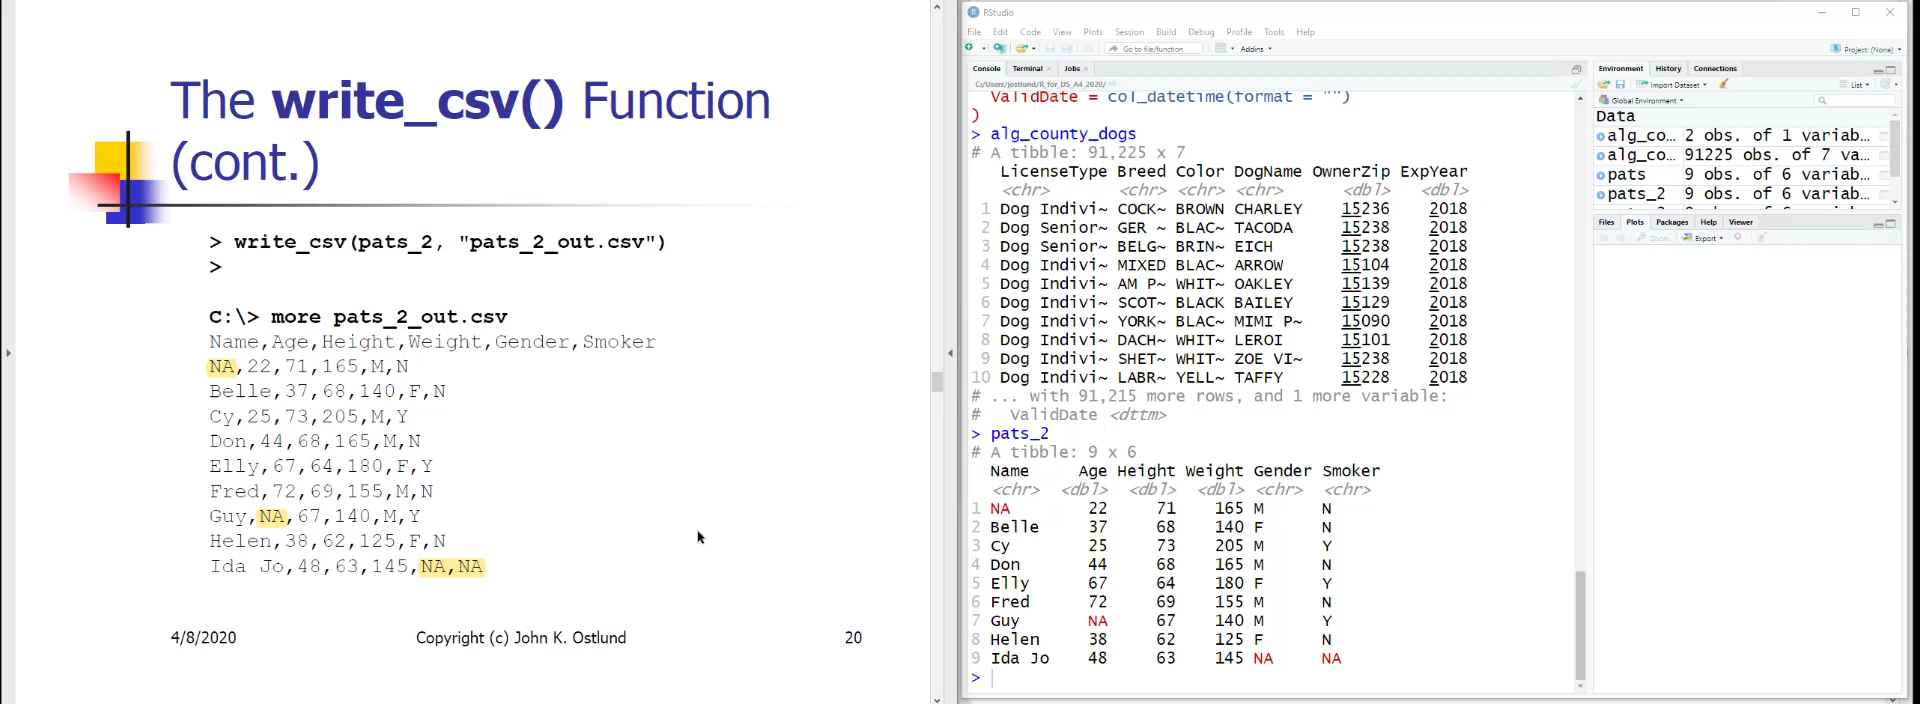 The write_csv() Function
(cont.)
> write_csv(pats_2, "pats_2_out.csv")
>
C:\> more pats_2_out.csv
Name,Age,Height,Weight,Gender,Smoker
NA,22,71,165,M,N
Belle,37,68,140,F,N
Cy,25,73,205,M,Y
Don,44,68,165,M,N
Elly,67,64,180,F,Y
Fred,72,69,155,M,N
Guy,NA,67,140,M,Y
Helen,38,62,125,F,N
Ida Jo,48,63,145,NA,NA
4/8/2020 Copyright (c) John K. Ostlund 20
RStudio
File Edit Code View Plots Session Build Debug Profile Tools Help
Go to file/function Addins Project: (None)
Console Terminal Jobs
C:/Users/jostlund/R_for_DS_A4_2020/
ValidDate = col_datetime(format = "")
)
> alg_county_dogs
# A tibble: 91,225 x 7
LicenseType Breed Color DogName OwnerZip ExpYear
<chr> <chr> <chr> <chr> <dbl> <dbl>
1 Dog Indivi~ COCK~ BROWN CHARLEY 15236 2018
2 Dog Senior~ GER ~ BLAC~ TACODA 15238 2018
3 Dog Indivi~ BELG~ BRIN~ EICH 15238 2018
4 Dog Indivi~ MIXED BLAC~ ARROW 15104 2018
5 Dog Indivi~ AM P~ WHIT~ OAKLEY 15139 2018
6 Dog Indivi~ SCOT~ BLACK BAILEY 15129 2018
7 Dog Indivi~ YORK~ BLAC~ MIMI P~ 15090 2018
8 Dog Indivi~ DACH~ WHIT~ LEROI 15101 2018
9 Dog Indivi~ SHET~ WHIT~ ZOE VI~ 15238 2018
10 Dog Indivi~ LABR~ YELL~ TAFFY 15228 2018
# ... with 91,215 more rows, and 1 more variable:
# ValidDate <dttm>
> pats_2
# A tibble: 9 x 6
Name Age Height Weight Gender Smoker
<chr> <dbl> <dbl> <dbl> <chr> <chr>
1 NA 22 71 165 M N
2 Belle 37 68 140 F N
3 Cy 25 73 205 M Y
4 Don 44 68 165 M N
5 Elly 67 64 180 F Y
6 Fred 72 69 155 M N
7 Guy NA 67 140 M Y
8 Helen 38 62 125 F N
9 Ida Jo 48 63 145 NA NA
>
Environment History Connections
Import Dataset List
Global Environment
Data
alg_co... 2 obs. of 1 variab...
alg_co... 91225 obs. of 7 va...
pats 9 obs. of 6 variab...
pats_2 9 obs. of 6 variab...
Files Plots Packages Help Viewer
Zoom Export